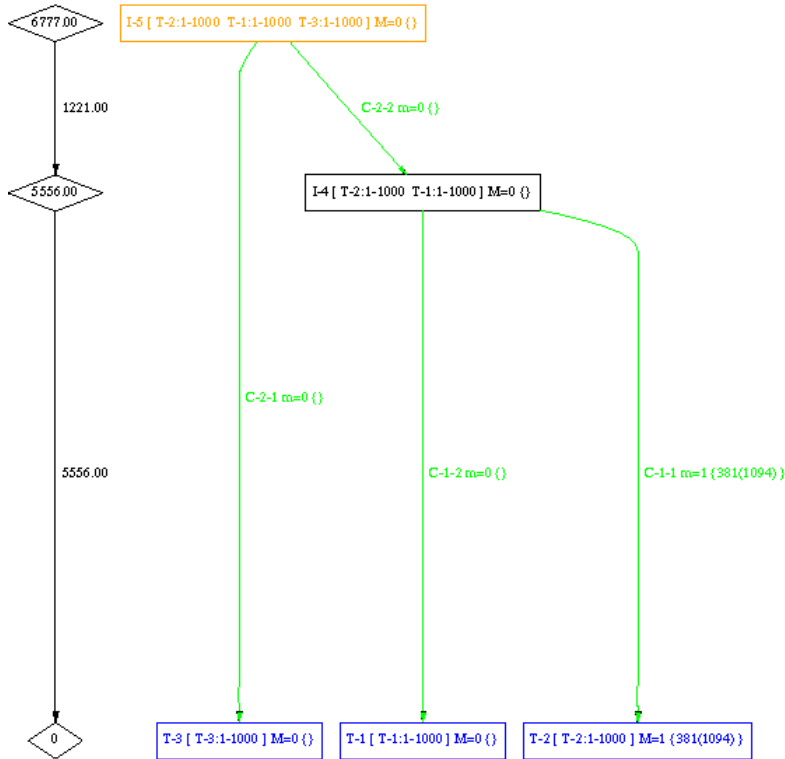 6777.00
I-5 [ T-2:1-1000 T-1:1-1000 T-3:1-1000 ] M=0 {}
1221.00
C-2-2 m=0 {}
5556.00
I-4 [ T-2:1-1000 T-1:1-1000 ] M=0 {}
C-2-1 m=0 {}
5556.00
C-1-2 m=0 {}
C-1-1 m=1 {381(1094) }
0
T-3 [ T-3:1-1000 ] M=0 {}
T-1 [ T-1:1-1000 ] M=0 {}
T-2 [ T-2:1-1000 ] M=1 {381(1094) }